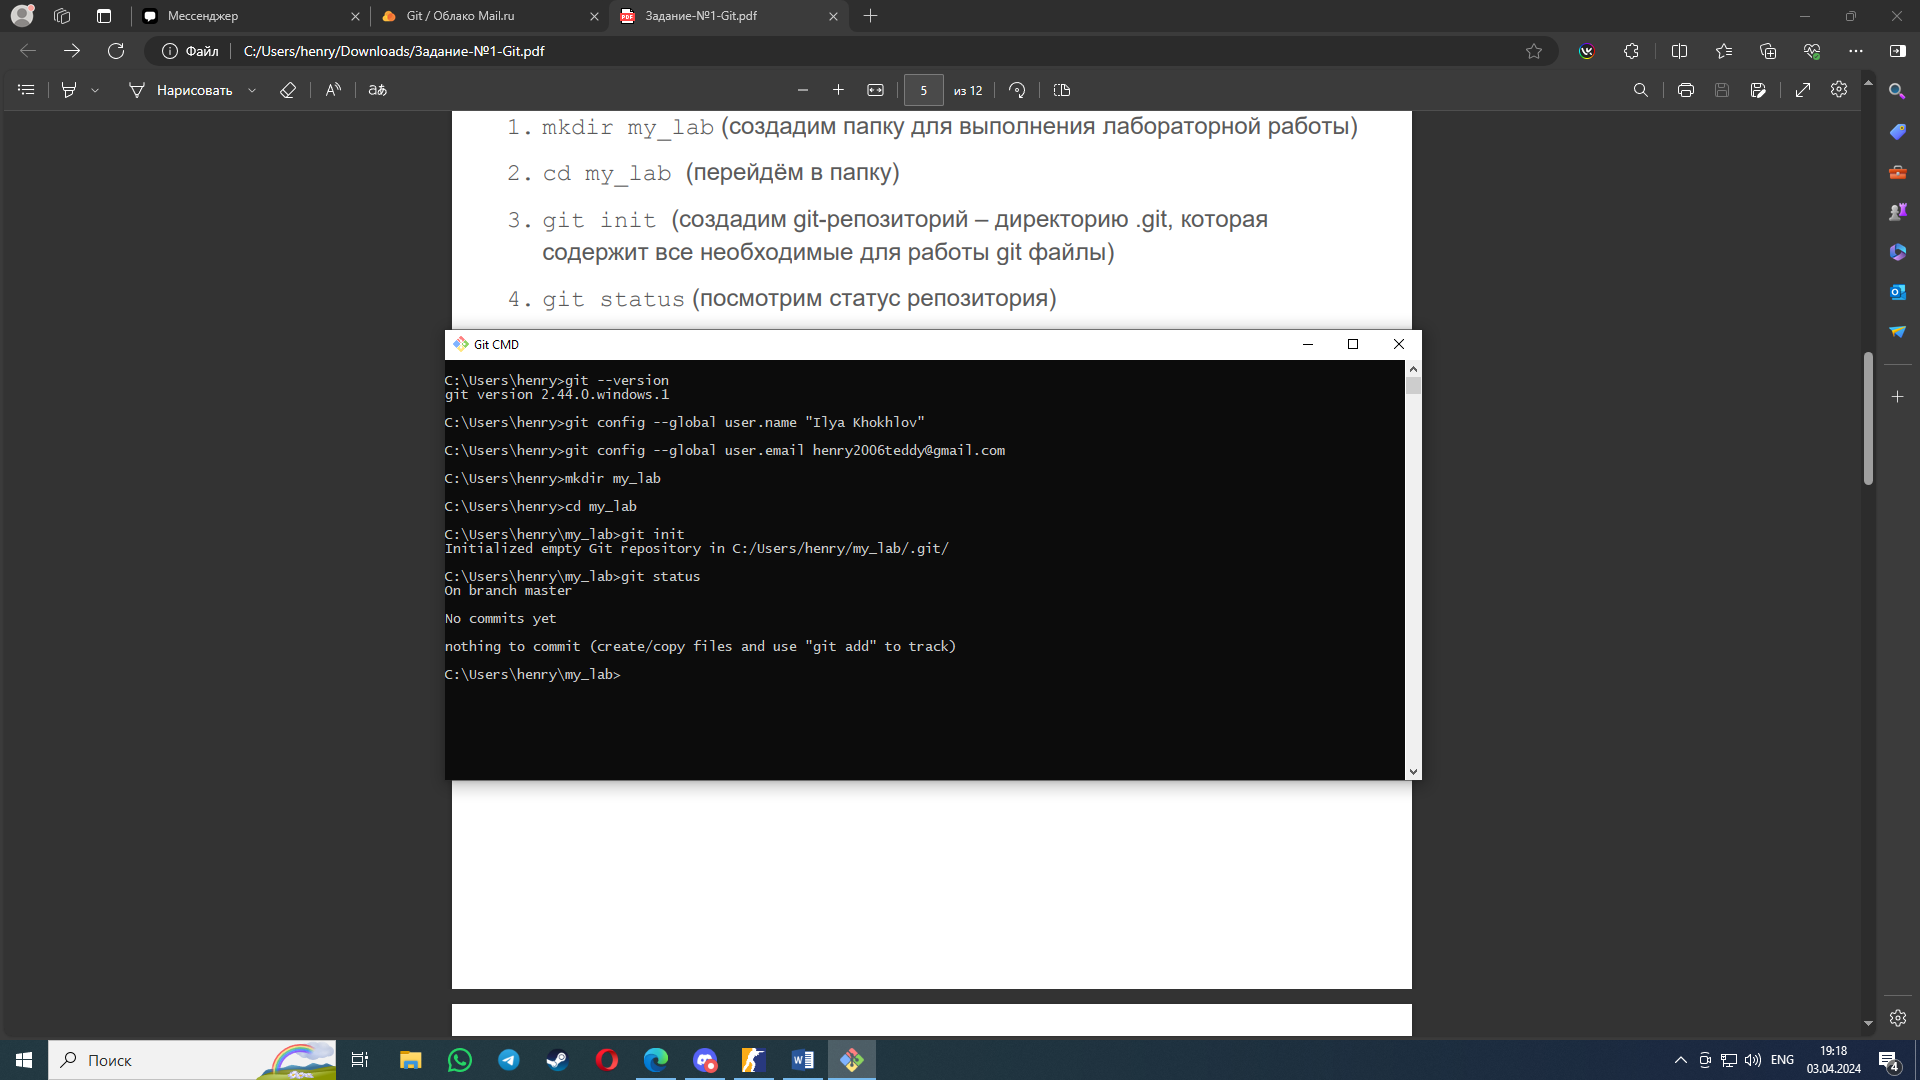 Мессенджер
Git / Облако Mail.ru
Задание-№1-Git.pdf
Файл
C:/Users/henry/Downloads/Задание-№1-Git.pdf
Нарисовать
5
из 12
1. mkdir my_lab (создадим папку для выполнения лабораторной работы)
2. cd my_lab (перейдём в папку)
3. git init (создадим git-репозиторий – директорию .git, которая
содержит все необходимые для работы git файлы)
4. git status (посмотрим статус репозитория)
Git CMD
C:\Users\henry>git --version
git version 2.44.0.windows.1
C:\Users\henry>git config --global user.name "Ilya Khokhlov"
C:\Users\henry>git config --global user.email henry2006teddy@gmail.com
C:\Users\henry>mkdir my_lab
C:\Users\henry>cd my_lab
C:\Users\henry\my_lab>git init
Initialized empty Git repository in C:/Users/henry/my_lab/.git/
C:\Users\henry\my_lab>git status
On branch master
No commits yet
nothing to commit (create/copy files and use "git add" to track)
C:\Users\henry\my_lab>
Поиск
ENG
19:18
03.04.2024
4